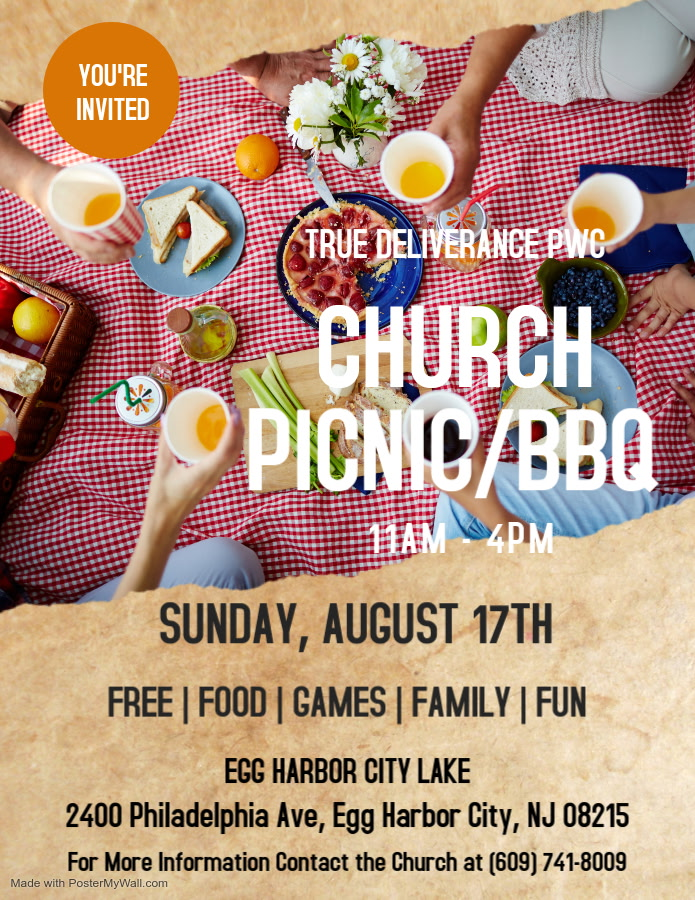 YOU'RE
INVITED
TRUE DELIVERANCE PWC
CHURCH
PICNIC/BBQ
11AM - 4PM
SUNDAY, AUGUST 17TH
FREE | FOOD | GAMES | FAMILY | FUN
EGG HARBOR CITY LAKE
2400 Philadelphia Ave, Egg Harbor City, NJ 08215
For More Information Contact the Church at (609) 741-8009
Made with PosterMyWall.com